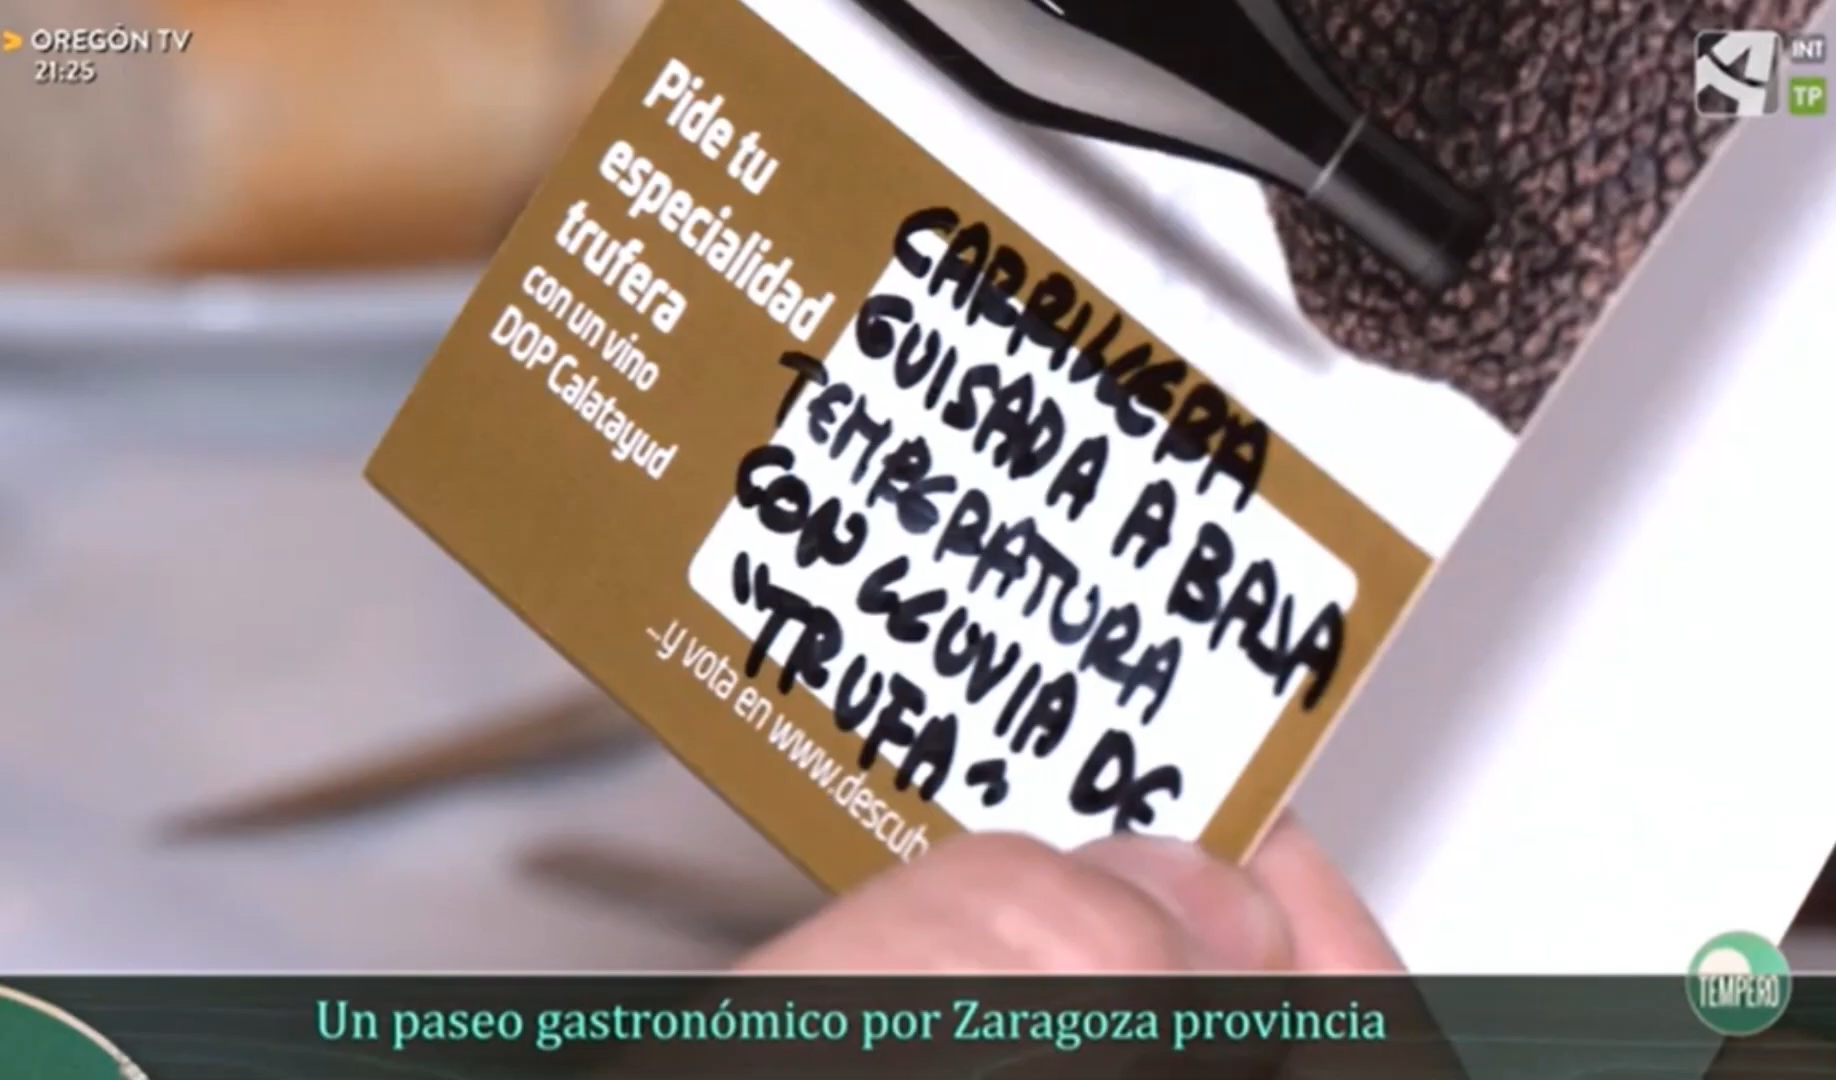 OREGÓN TV
21:25
INT
TP
Pide tu
especialidad
trufera
con un vino
DOP Calatayud
CARRILLERA
GUISADA A BAJA
TEMPERATURA
CON LLUVIA DE
"TRUFA"
...y vota en www.descub
TEMPERO
Un paseo gastronómico por Zaragoza provincia